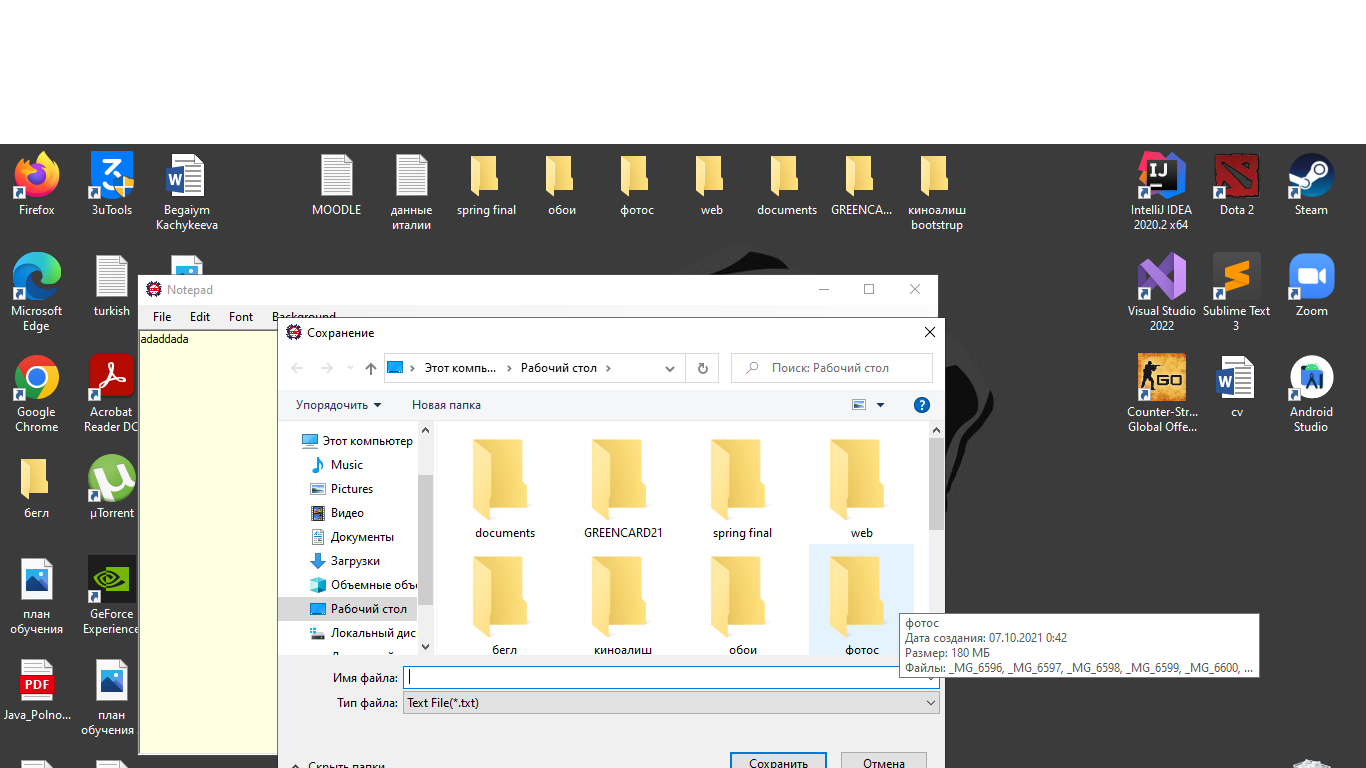 Firefox
3uTools
Begaiym
Kachykeeva
MOODLE
данные
италии
spring final
обои
фотос
web
documents
GREENCA...
киноалиш
bootstrup
IntelliJ IDEA
2020.2 x64
Dota 2
Steam
Microsoft
Edge
turkish
Visual Studio
2022
Sublime Text
3
Zoom
Google
Chrome
Acrobat
Reader DC
Counter-Str...
Global Offe...
GO
cv
Android
Studio
бегл
µTorrent
план
обучения
GeForce
Experience
PDF
Java_Polno...
план
обучения
Notepad
File Edit Font Background
adaddada
Сохранение
Этот компь... Рабочий стол
Поиск: Рабочий стол
Упорядочить Новая папка
Этот компьютер
Music
Pictures
Видео
Документы
Загрузки
Объемные объ
Рабочий стол
Локальный дис
documents GREENCARD21 spring final web
бегл киноалиш обои фотос
фотос
Дата создания: 07.10.2021 0:42
Размер: 180 МБ
Файлы: _MG_6596, _MG_6597, _MG_6598, _MG_6599, _MG_6600, ...
Имя файла:
Тип файла: Text File(*.txt)
Скрыть папки
Сохранить Отмена